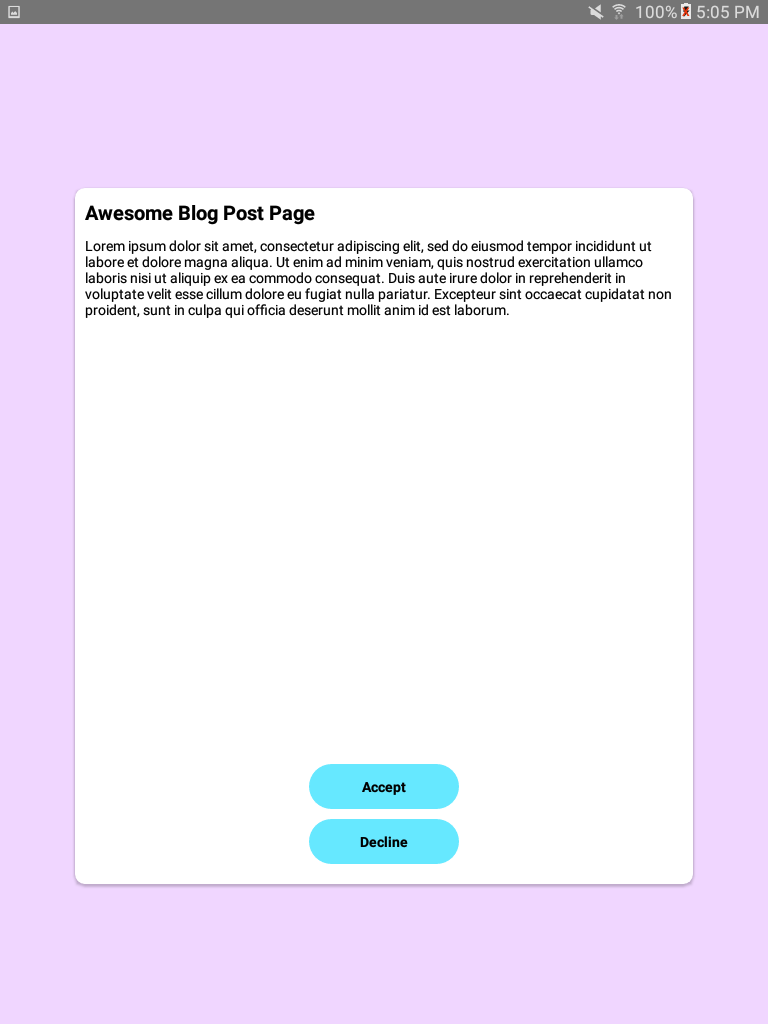 100% 5:05 PM
Awesome Blog Post Page
Lorem ipsum dolor sit amet, consectetur adipiscing elit, sed do eiusmod tempor incididunt ut
labore et dolore magna aliqua. Ut enim ad minim veniam, quis nostrud exercitation ullamco
laboris nisi ut aliquip ex ea commodo consequat. Duis aute irure dolor in reprehenderit in
voluptate velit esse cillum dolore eu fugiat nulla pariatur. Excepteur sint occaecat cupidatat non
proident, sunt in culpa qui officia deserunt mollit anim id est laborum.
Accept
Decline